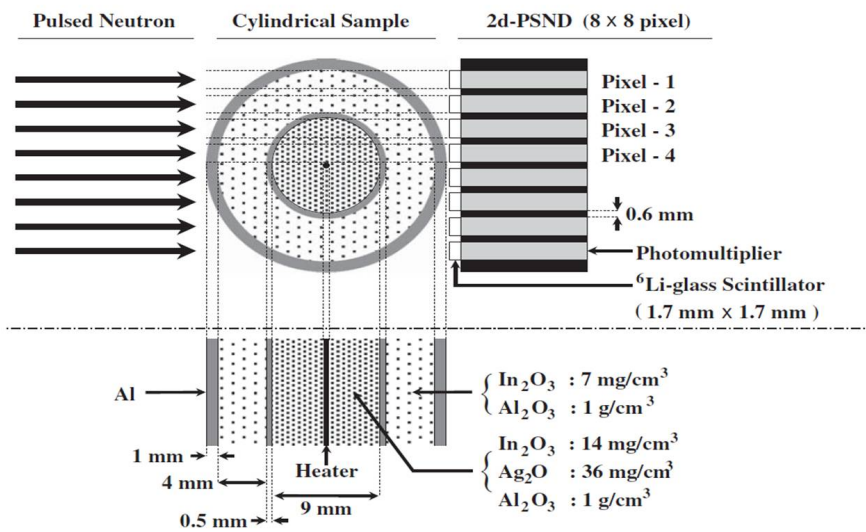 Pulsed Neutron
Cylindrical Sample
2d-PSND (8 × 8 pixel)
Pixel - 1
Pixel - 2
Pixel - 3
Pixel - 4
0.6 mm
Photomultiplier
⁶Li-glass Scintillator
( 1.7 mm × 1.7 mm )
Al
In₂O₃ : 7 mg/cm³
Al₂O₃ : 1 g/cm³
In₂O₃ : 14 mg/cm³
Ag₂O : 36 mg/cm³
Al₂O₃ : 1 g/cm³
1 mm
Heater
4 mm
9 mm
0.5 mm